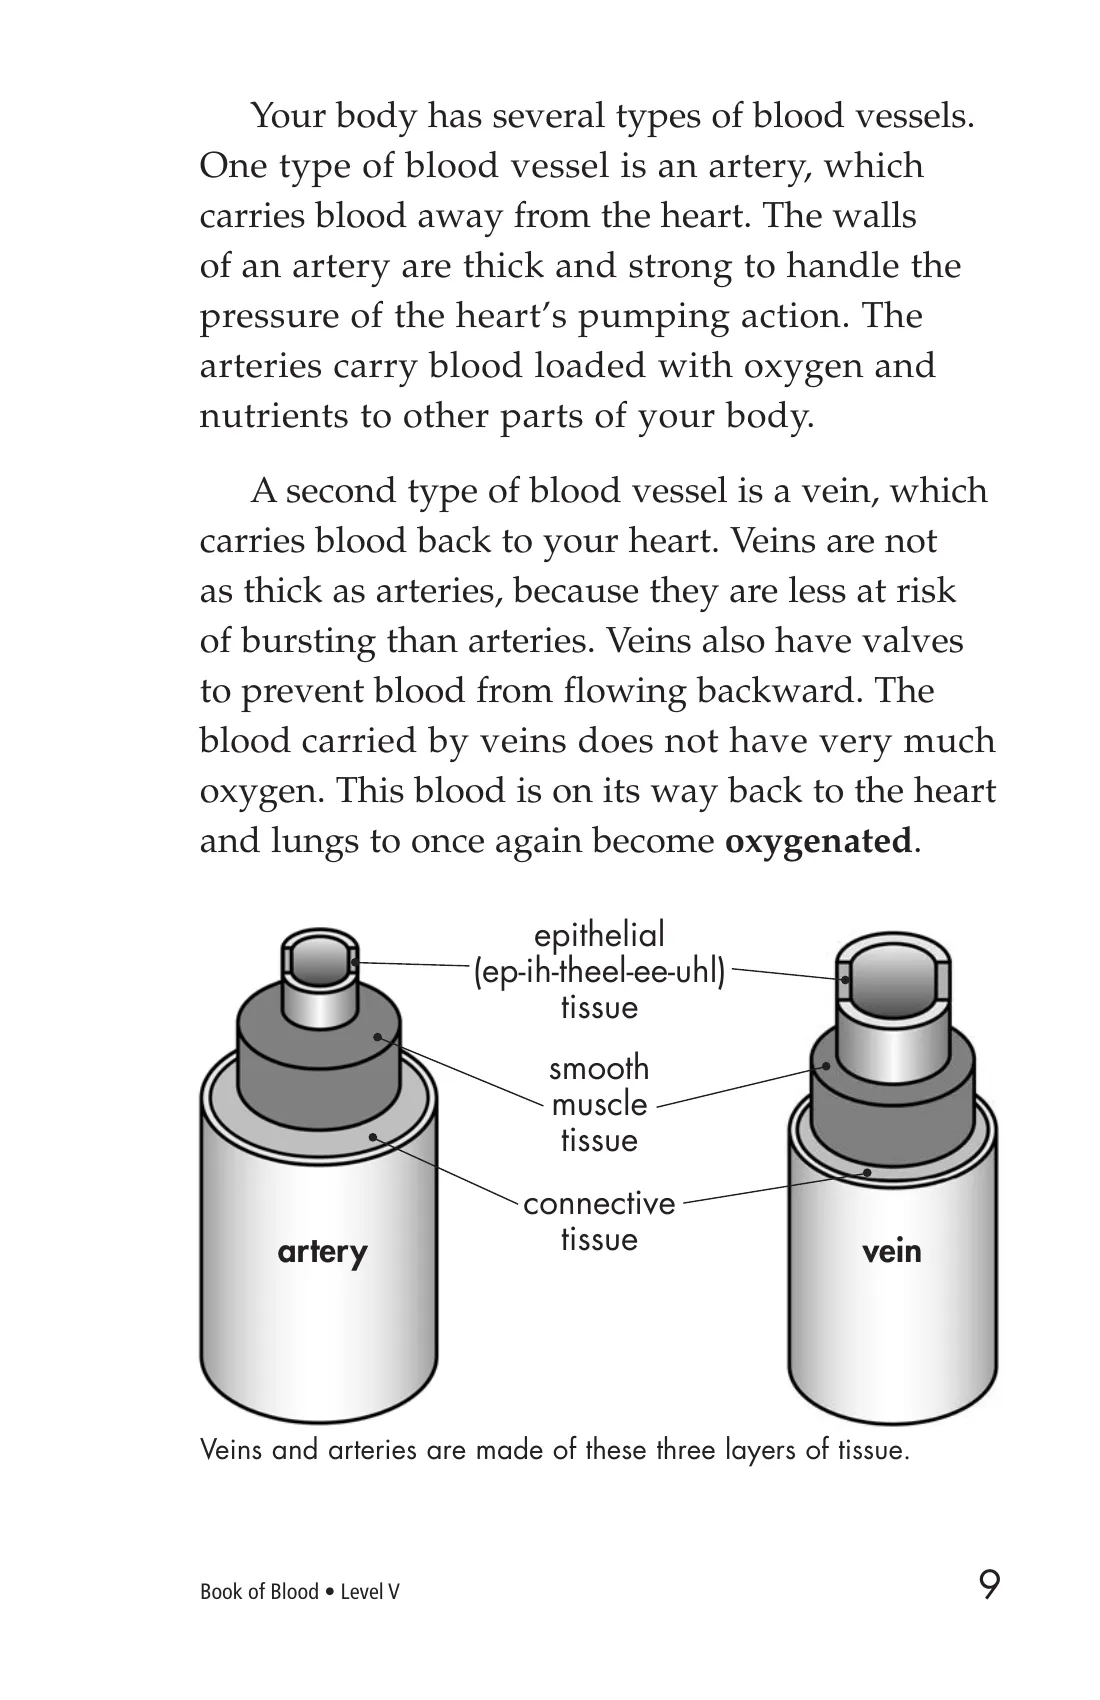 Your body has several types of blood vessels.
One type of blood vessel is an artery, which
carries blood away from the heart. The walls
of an artery are thick and strong to handle the
pressure of the heart’s pumping action. The
arteries carry blood loaded with oxygen and
nutrients to other parts of your body.
A second type of blood vessel is a vein, which
carries blood back to your heart. Veins are not
as thick as arteries, because they are less at risk
of bursting than arteries. Veins also have valves
to prevent blood from flowing backward. The
blood carried by veins does not have very much
oxygen. This blood is on its way back to the heart
and lungs to once again become oxygenated.
epithelial
(ep-ih-theel-ee-uhl)
tissue
smooth
muscle
tissue
connective
tissue
artery
vein
Veins and arteries are made of these three layers of tissue.
Book of Blood • Level V
9